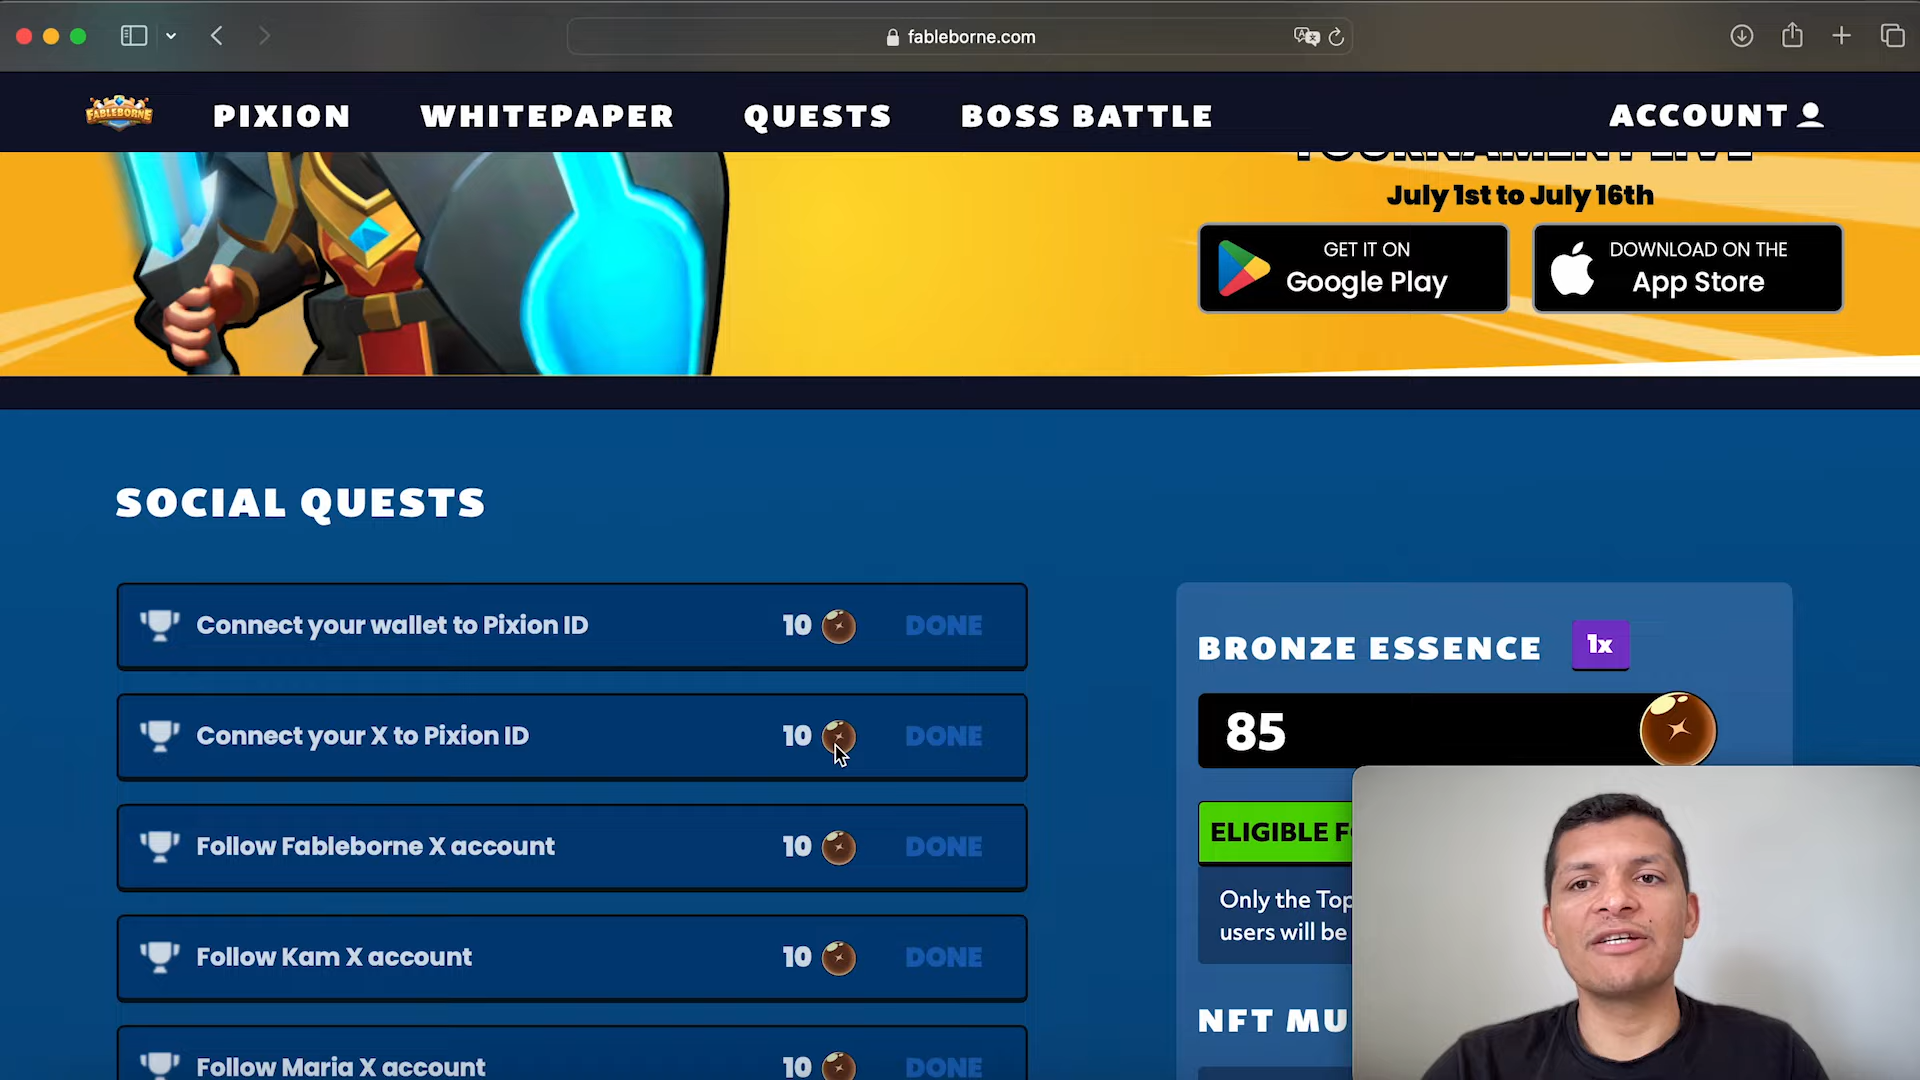 fableborne.com
FABLEBORNE
PIXION
WHITEPAPER
QUESTS
BOSS BATTLE
ACCOUNT
TOURNAMENT LIVE
July 1st to July 16th
GET IT ON
Google Play
DOWNLOAD ON THE
App Store
SOCIAL QUESTS
Connect your wallet to Pixion ID 10 DONE
Connect your X to Pixion ID 10 DONE
Follow Fableborne X account 10 DONE
Follow Kam X account 10 DONE
Follow Maria X account 10 DONE
BRONZE ESSENCE 1x
85
ELIGIBLE F
Only the Top
users will be
NFT MU